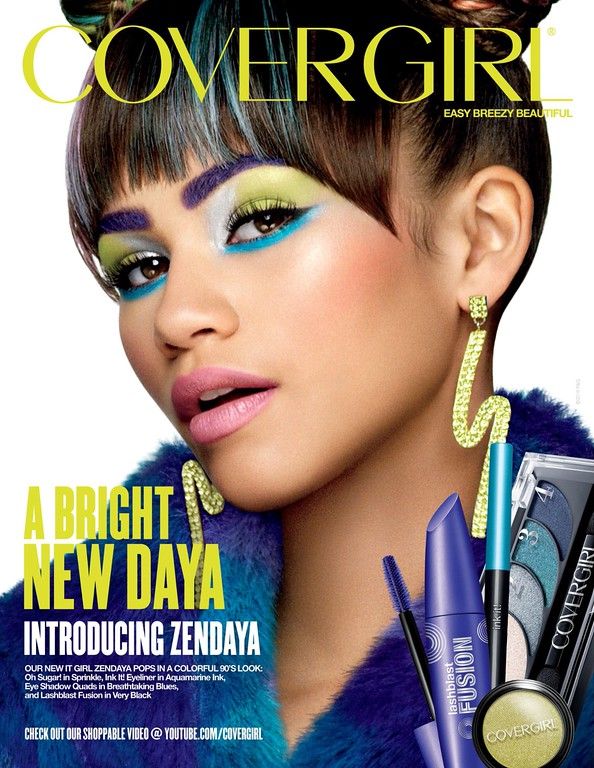 COVERGIRL®
EASY BREEZY BEAUTIFUL
A BRIGHT
NEW DAYA
INTRODUCING ZENDAYA
OUR NEW IT GIRL ZENDAYA POPS IN A COLORFUL 90'S LOOK:
Oh Sugar! in Sprinkle, Ink It! Eyeliner in Aquamarine Ink,
Eye Shadow Quads in Breathtaking Blues,
and Lashblast Fusion in Very Black
CHECK OUT OUR SHOPPABLE VIDEO @ YOUTUBE.COM/COVERGIRL
lashblast
FUSION
ink it!
4
3
COVERGIRL
COVERGIRL